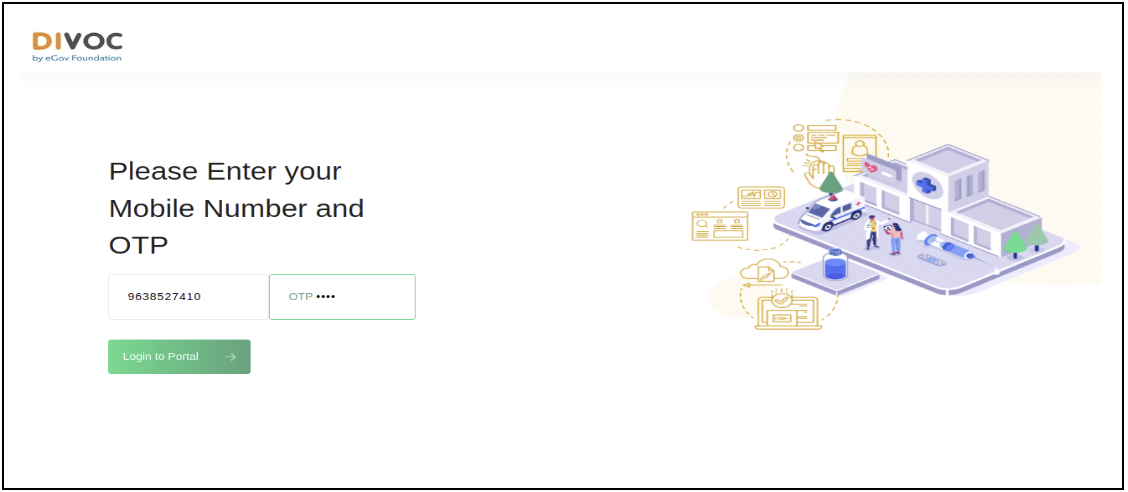 DIVOC
by eGov Foundation
Please Enter your
Mobile Number and
OTP
9638527410
OTP ••••
Login to Portal →